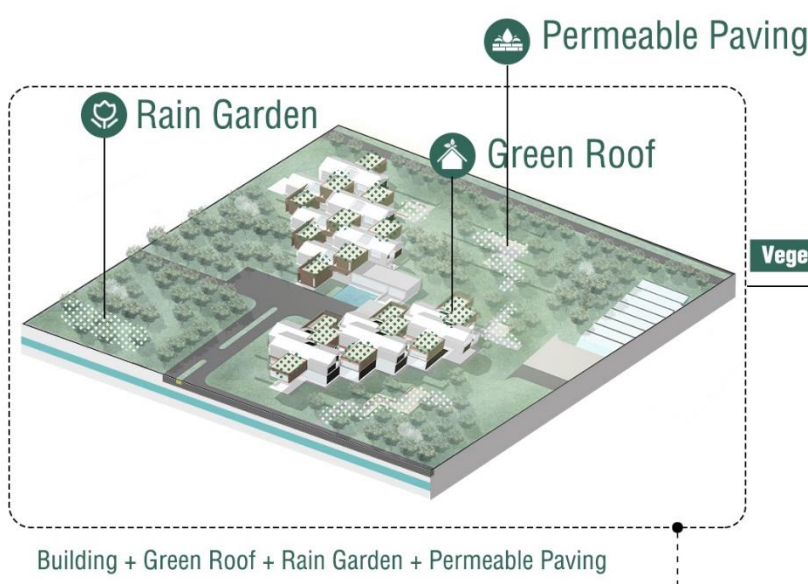 Permeable Paving
Rain Garden
Green Roof
Vege
Building + Green Roof + Rain Garden + Permeable Paving